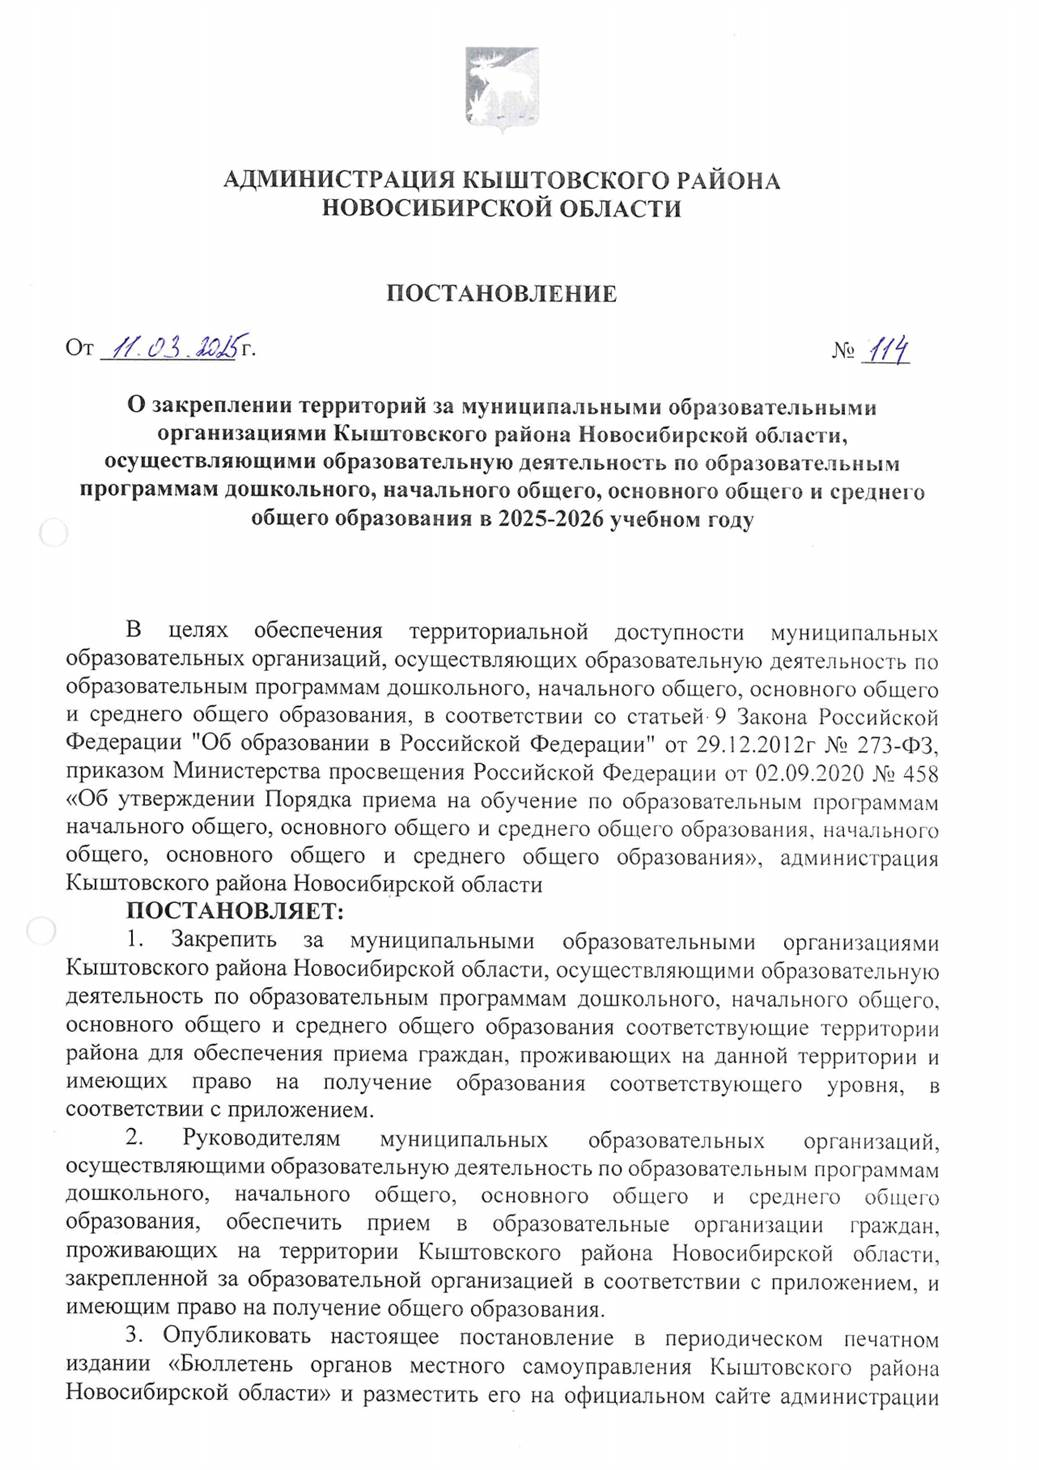 АДМИНИСТРАЦИЯ КЫШТОВСКОГО РАЙОНА
НОВОСИБИРСКОЙ ОБЛАСТИ
ПОСТАНОВЛЕНИЕ
От 11.03.2025 г. № 114
О закреплении территорий за муниципальными образовательными
организациями Кыштовского района Новосибирской области,
осуществляющими образовательную деятельность по образовательным
программам дошкольного, начального общего, основного общего и среднего
общего образования в 2025-2026 учебном году
В целях обеспечения территориальной доступности муниципальных
образовательных организаций, осуществляющих образовательную деятельность по
образовательным программам дошкольного, начального общего, основного общего
и среднего общего образования, в соответствии со статьей 9 Закона Российской
Федерации "Об образовании в Российской Федерации" от 29.12.2012г № 273-ФЗ,
приказом Министерства просвещения Российской Федерации от 02.09.2020 № 458
«Об утверждении Порядка приема на обучение по образовательным программам
начального общего, основного общего и среднего общего образования, начального
общего, основного общего и среднего общего образования», администрация
Кыштовского района Новосибирской области
ПОСТАНОВЛЯЕТ:
1. Закрепить за муниципальными образовательными организациями
Кыштовского района Новосибирской области, осуществляющими образовательную
деятельность по образовательным программам дошкольного, начального общего,
основного общего и среднего общего образования соответствующие территории
района для обеспечения приема граждан, проживающих на данной территории и
имеющих право на получение образования соответствующего уровня, в
соответствии с приложением.
2. Руководителям муниципальных образовательных организаций,
осуществляющими образовательную деятельность по образовательным программам
дошкольного, начального общего, основного общего и среднего общего
образования, обеспечить прием в образовательные организации граждан,
проживающих на территории Кыштовского района Новосибирской области,
закрепленной за образовательной организацией в соответствии с приложением, и
имеющим право на получение общего образования.
3. Опубликовать настоящее постановление в периодическом печатном
издании «Бюллетень органов местного самоуправления Кыштовского района
Новосибирской области» и разместить его на официальном сайте администрации